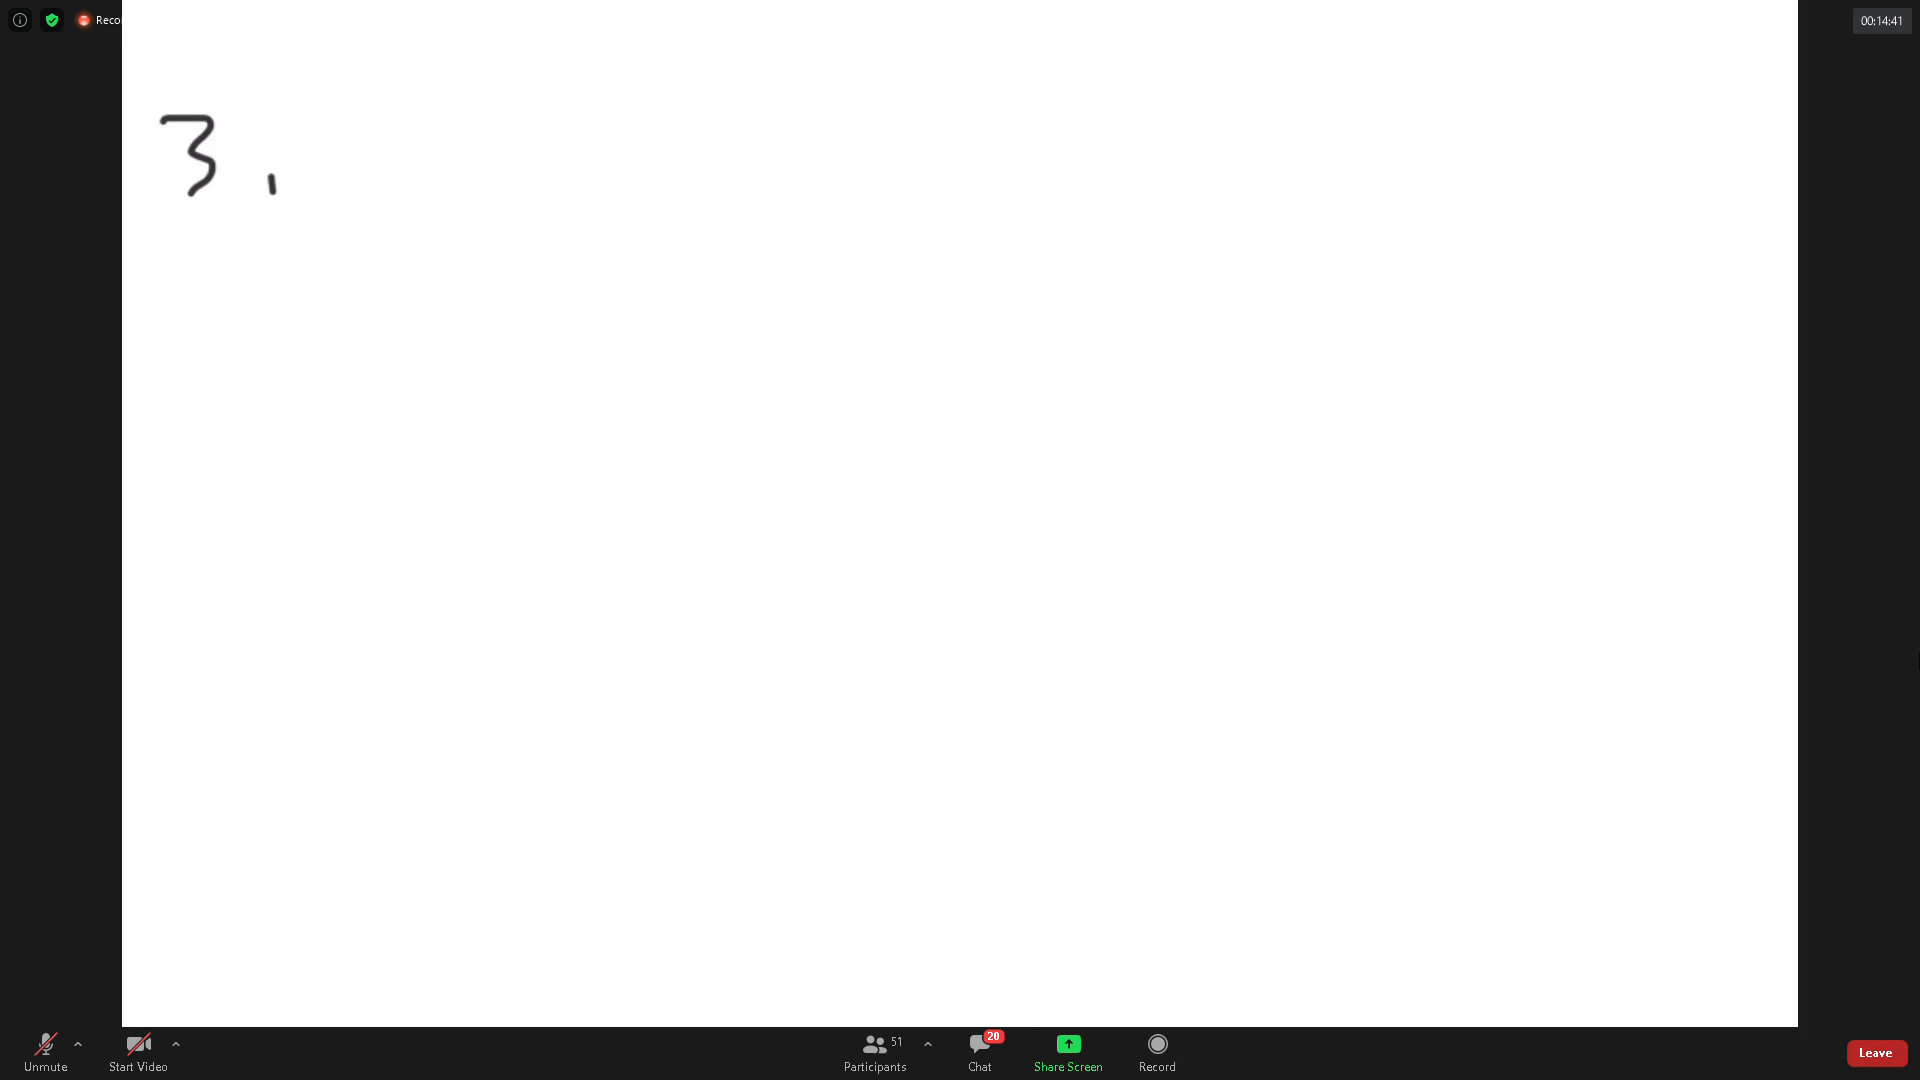 Reco
00:14:41
3.
Unmute
Start Video
51
Participants
20
Chat
Share Screen
Record
Leave